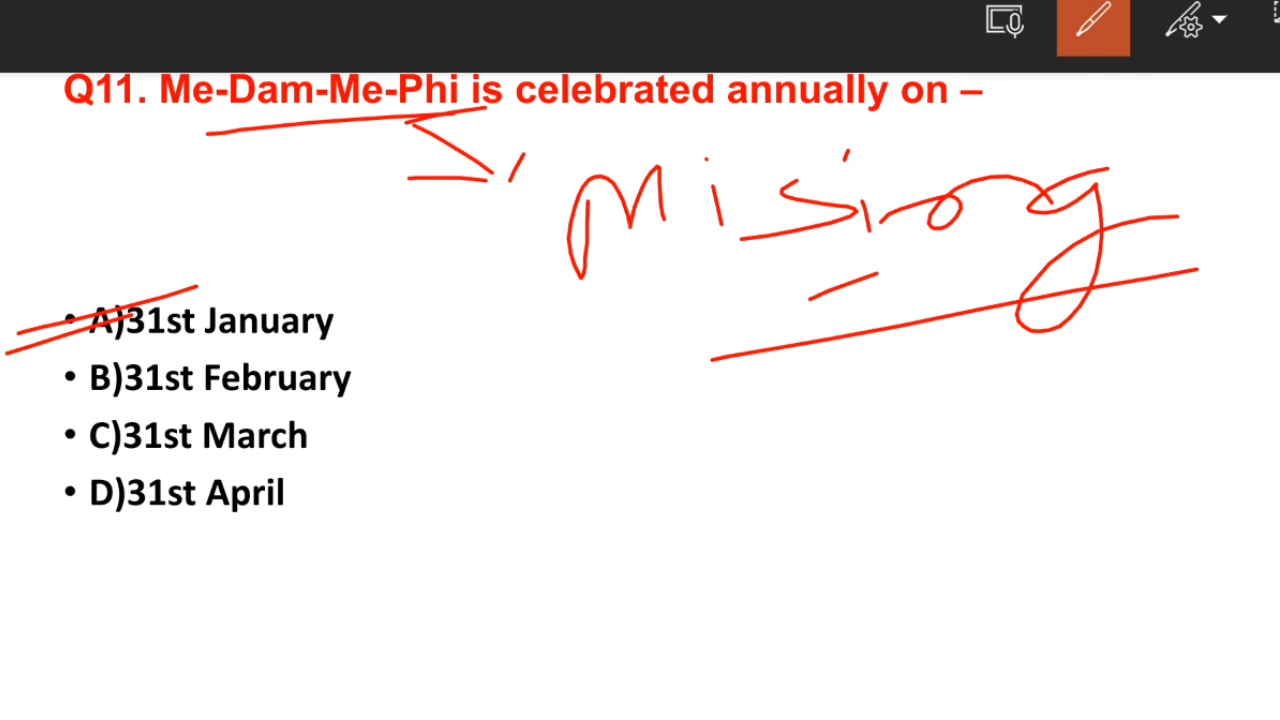 Q11. Me-Dam-Me-Phi is celebrated annually on –
Mising
• A)31st January
• B)31st February
• C)31st March
• D)31st April